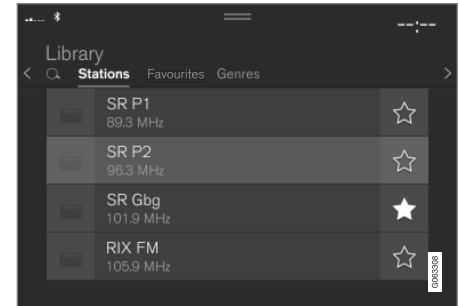 --:--
Library
Stations Favourites Genres
SR P1
89.3 MHz
SR P2
96.3 MHz
SR Gbg
101.9 MHz
RIX FM
105.9 MHz
G063308